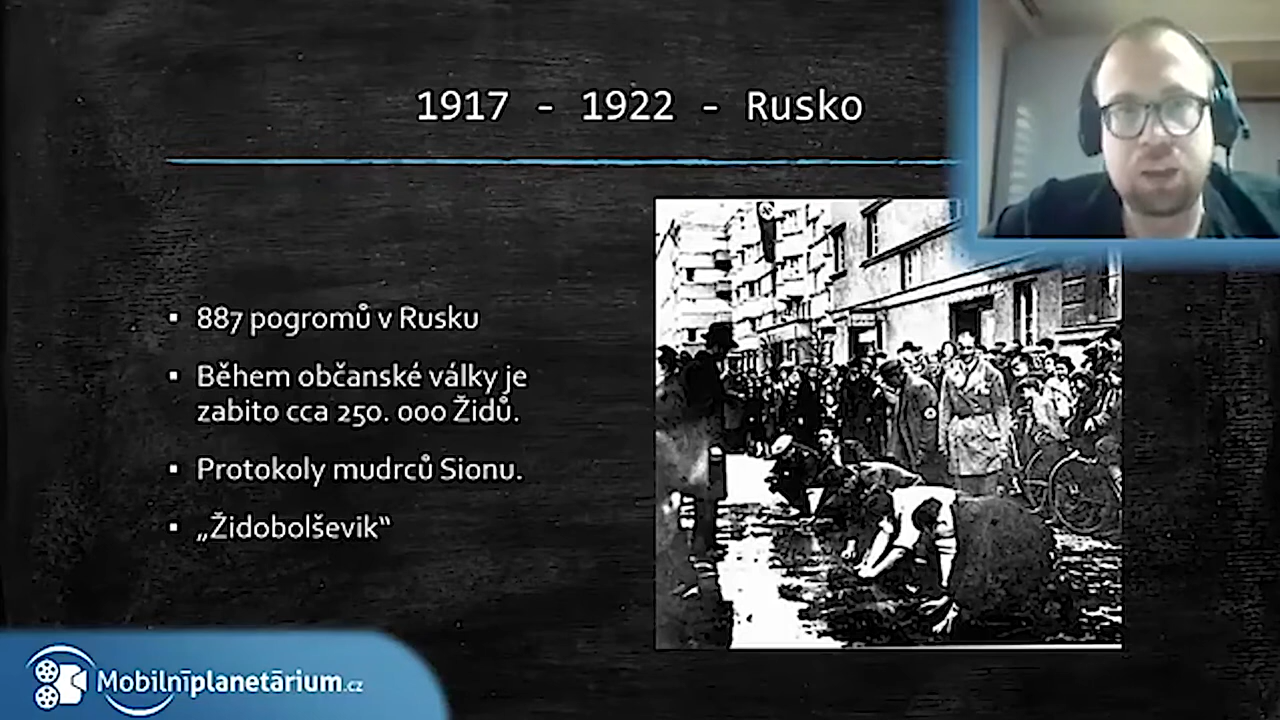 1917 - 1922 - Rusko
887 pogromů v Rusku
Během občanské války je
zabito cca 250. 000 Židů.
Protokoly mudrců Sionu.
„Židobolševik“
Mobilníplanetárium.cz